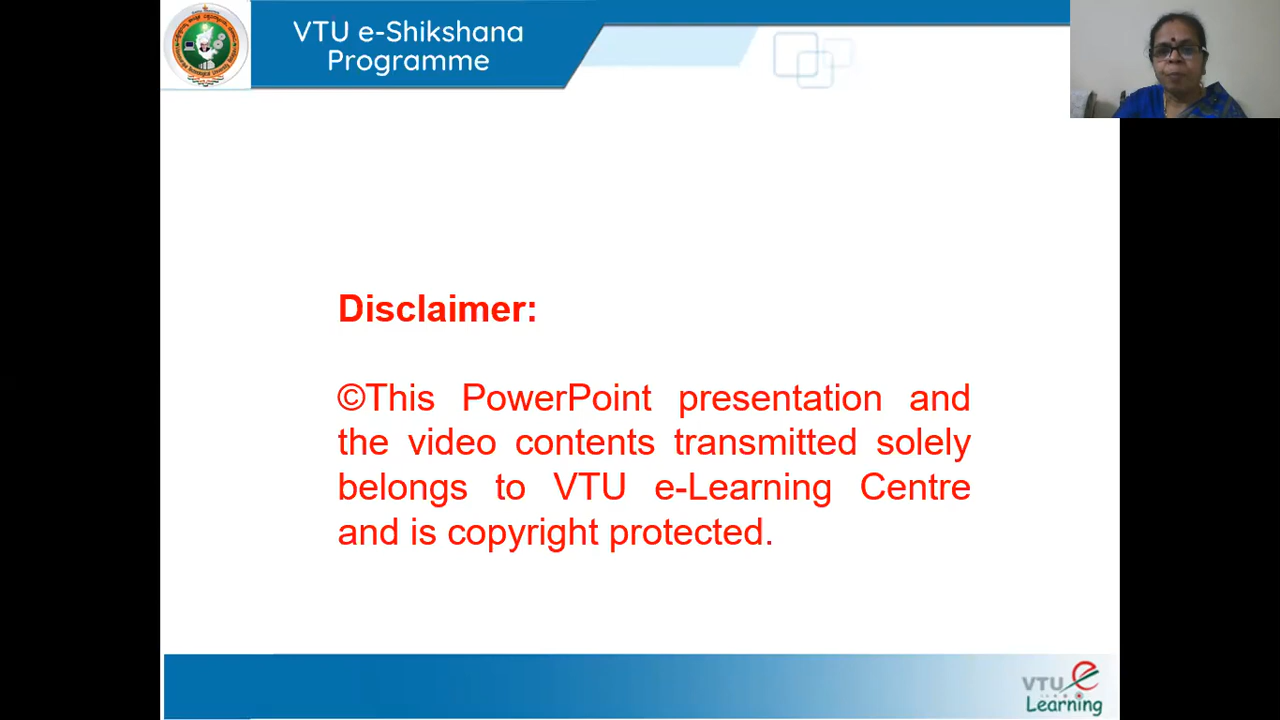 VTU e-Shikshana
Programme
Disclaimer:
©This PowerPoint presentation and
the video contents transmitted solely
belongs to VTU e-Learning Centre
and is copyright protected.
VTU e
Learning